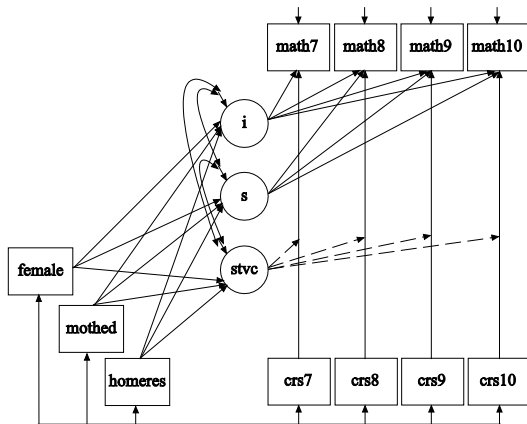 math7 math8 math9 math10
i
s
stvc
female
mothed
homeres
crs7 crs8 crs9 crs10